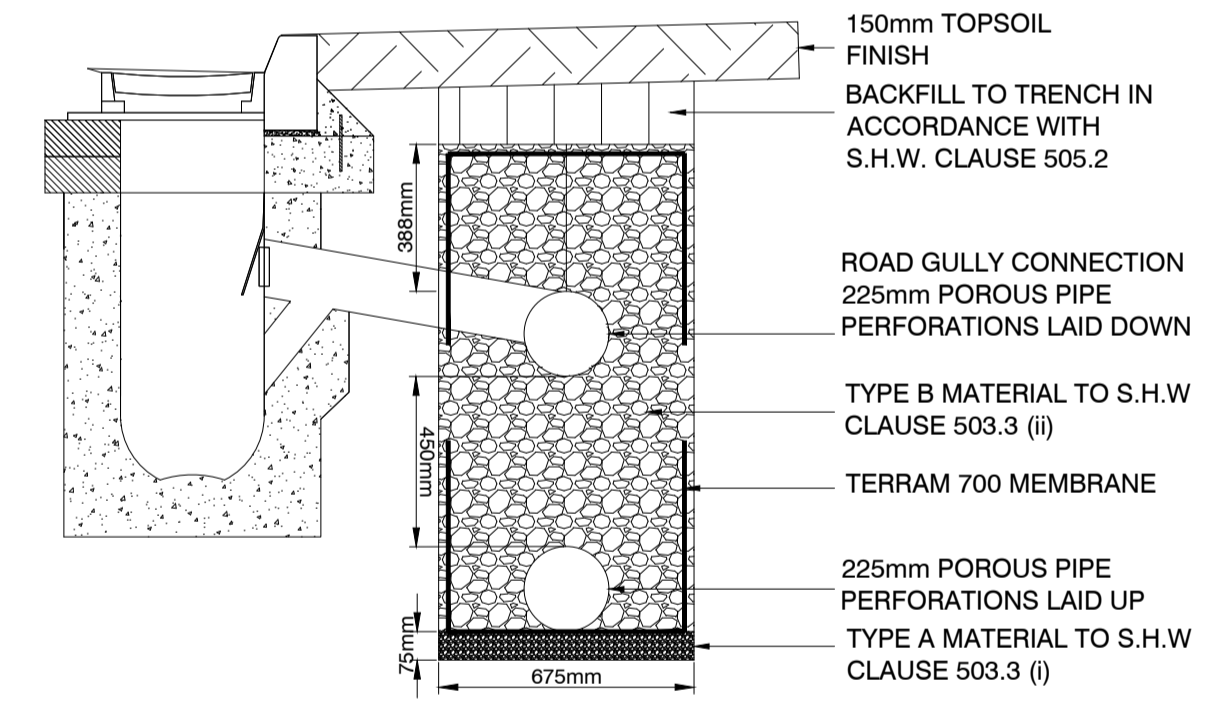 150mm TOPSOIL
FINISH
BACKFILL TO TRENCH IN
ACCORDANCE WITH
S.H.W. CLAUSE 505.2
388mm
ROAD GULLY CONNECTION
225mm POROUS PIPE
PERFORATIONS LAID DOWN
TYPE B MATERIAL TO S.H.W
CLAUSE 503.3 (ii)
450mm
TERRAM 700 MEMBRANE
225mm POROUS PIPE
PERFORATIONS LAID UP
75mm
TYPE A MATERIAL TO S.H.W
CLAUSE 503.3 (i)
675mm